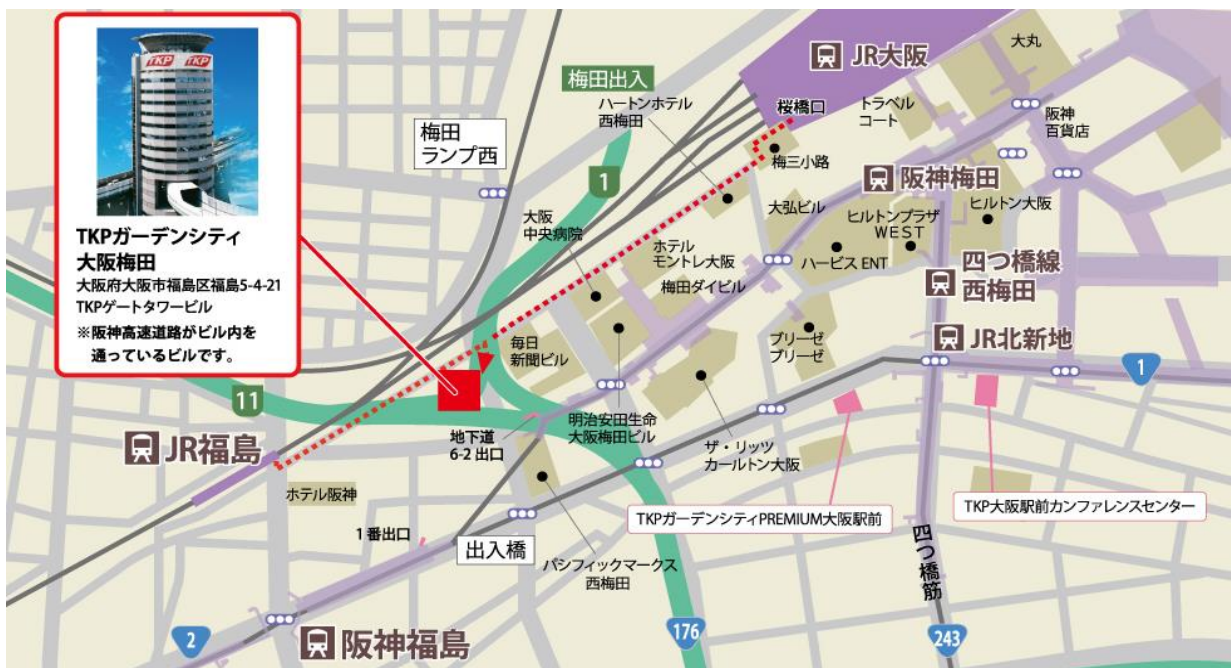 TKP
TKP
TKPガーデンシティ
大阪梅田
大阪府大阪市福島区福島5-4-21
TKPゲートタワービル
※阪神高速道路がビル内を
通っているビルです。
梅田出入
梅田
ランプ西
1
ハートンホテル
西梅田
桜橋口
JR大阪
大丸
トラベル
コート
阪神
百貨店
梅三小路
阪神梅田
大阪
中央病院
大弘ビル
ヒルトンプラザ
WEST
ヒルトン大阪
ホテル
モントレ大阪
ハービス ENT
四つ橋線
西梅田
梅田ダイビル
毎日
新聞ビル
ブリーゼ
ブリーゼ
JR北新地
1
11
JR福島
地下道
6-2 出口
明治安田生命
大阪梅田ビル
ザ・リッツ
カールトン大阪
ホテル阪神
TKPガーデンシティPREMIUM大阪駅前
TKP大阪駅前カンファレンスセンター
1番出口
出入橋
パシフィックマークス
西梅田
四つ橋筋
2
阪神福島
176
243